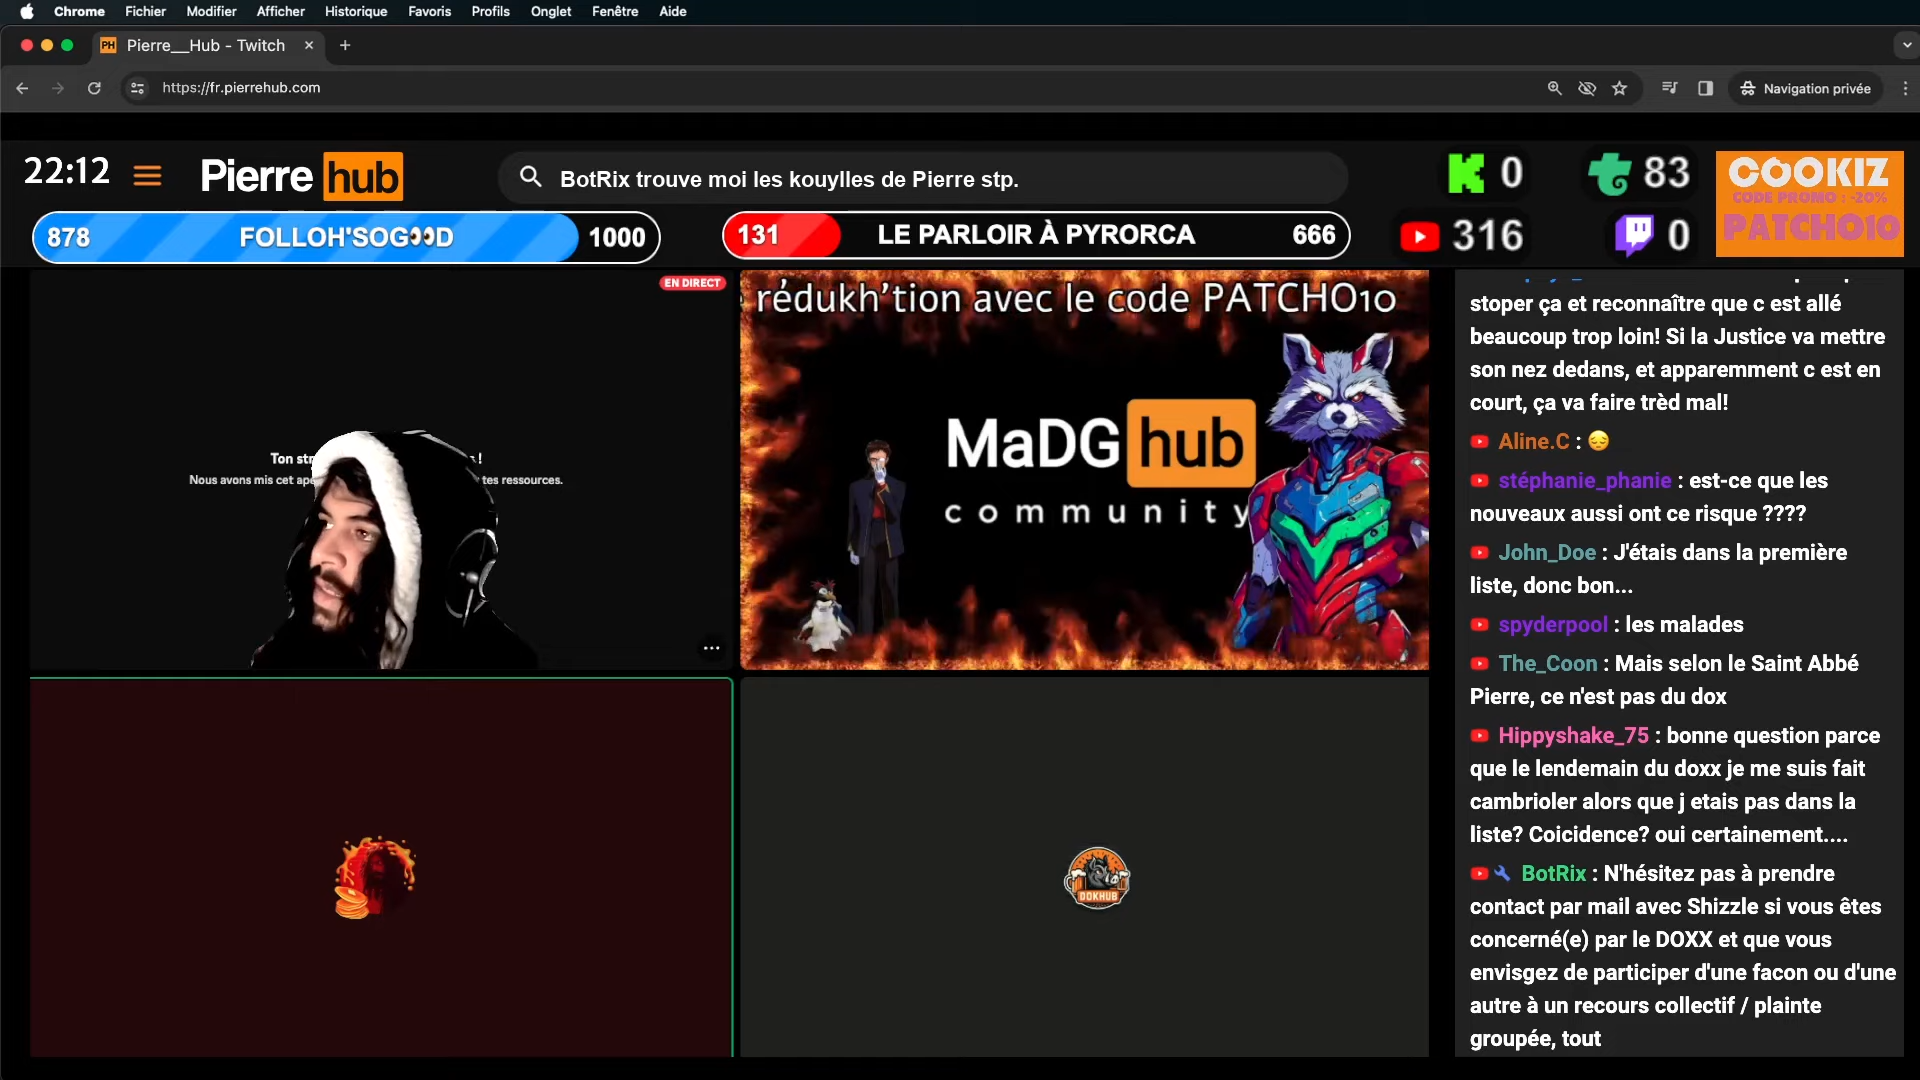 Chrome Fichier Modifier Afficher Historique Favoris Profils Onglet Fenêtre Aide
PH Pierre__Hub - Twitch
https://fr.pierrehub.com
Navigation privée
22:12
Pierre hub
BotRix trouve moi les kouylles de Pierre stp.
0
83
COOKIZ
CODE PROMO : -20%
PATCHO10
878 FOLLOH'SOG👀D 1000
131 LE PARLOIR À PYRORCA 666
316
0
EN DIRECT
Ton str
s !
Nous avons mis cet ape
tes ressources.
rédukh'tion avec le code PATCHO10
MaDG hub
community
DOKHUB
stoper ça et reconnaître que c est allé
beaucoup trop loin! Si la Justice va mettre
son nez dedans, et apparemment c est en
court, ça va faire trèd mal!
Aline.C : 😔
stéphanie_phanie : est-ce que les
nouveaux aussi ont ce risque ????
John_Doe : J'étais dans la première
liste, donc bon...
spyderpool : les malades
The_Coon : Mais selon le Saint Abbé
Pierre, ce n'est pas du dox
Hippyshake_75 : bonne question parce
que le lendemain du doxx je me suis fait
cambrioler alors que j etais pas dans la
liste? Coicidence? oui certainement....
BotRix : N'hésitez pas à prendre
contact par mail avec Shizzle si vous êtes
concerné(e) par le DOXX et que vous
envisgez de participer d'une facon ou d'une
autre à un recours collectif / plainte
groupée, tout